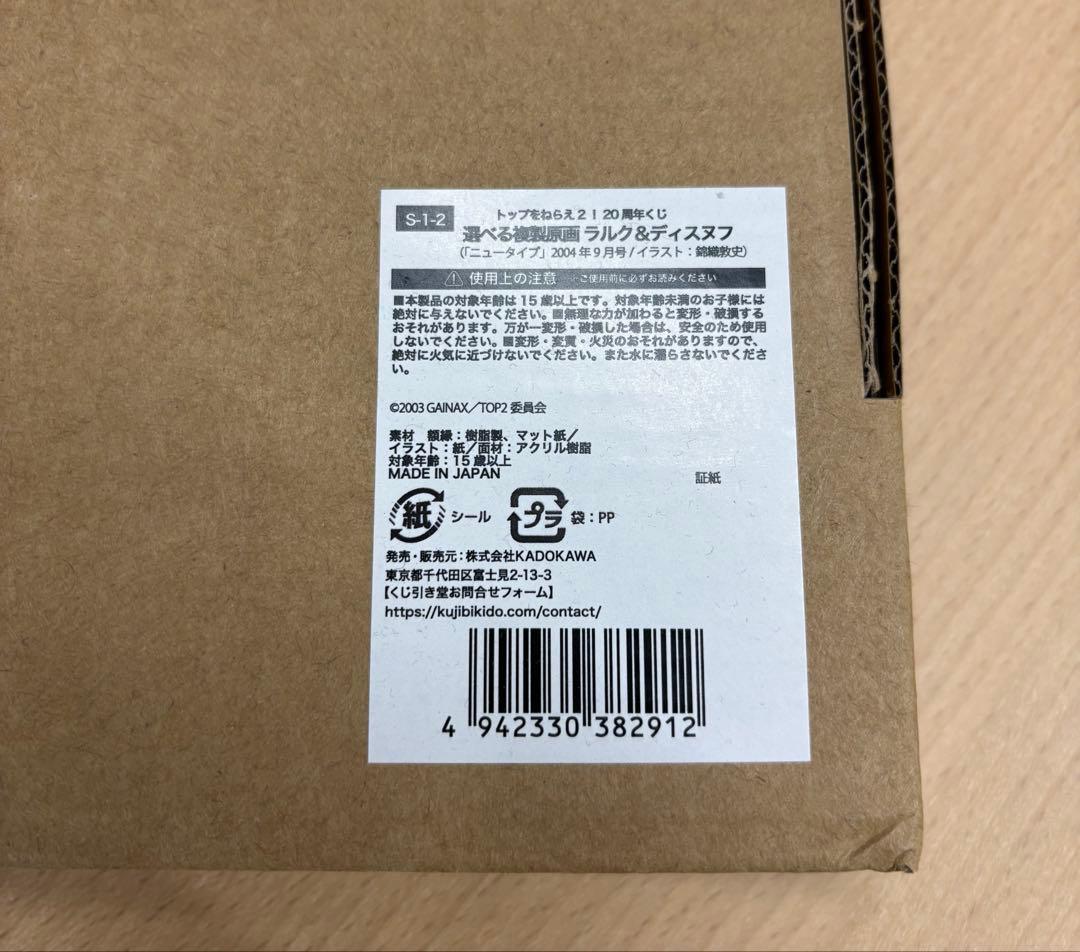 S-1-2
トップをねらえ2！20周年くじ
選べる複製原画 ラルク&ディスヌフ
（「ニュータイプ」2004年9月号/イラスト：錦織敦史）
使用上の注意 ※ご使用前に必ずお読みください
■本製品の対象年齢は15歳以上です。対象年齢未満のお子様には
絶対に与えないでください。■無理な力が加わると変形・破損する
おそれがあります。万が一変形・破損した場合は、安全のため使用
しないでください。■変形・変質・火災のおそれがありますので、
絶対に火気に近づけないでください。また水に濡らさないでくださ
い。
©2003 GAINAX／TOP2 委員会
素材 額縁：樹脂製、マット紙／
イラスト：紙／面材：アクリル樹脂
対象年齢：15歳以上
MADE IN JAPAN
証紙
紙 シール プラ 袋：PP
発売・販売元：株式会社KADOKAWA
東京都千代田区富士見2-13-3
【くじ引き堂お問合せフォーム】
https://kujibikido.com/contact/
4 942330 382912